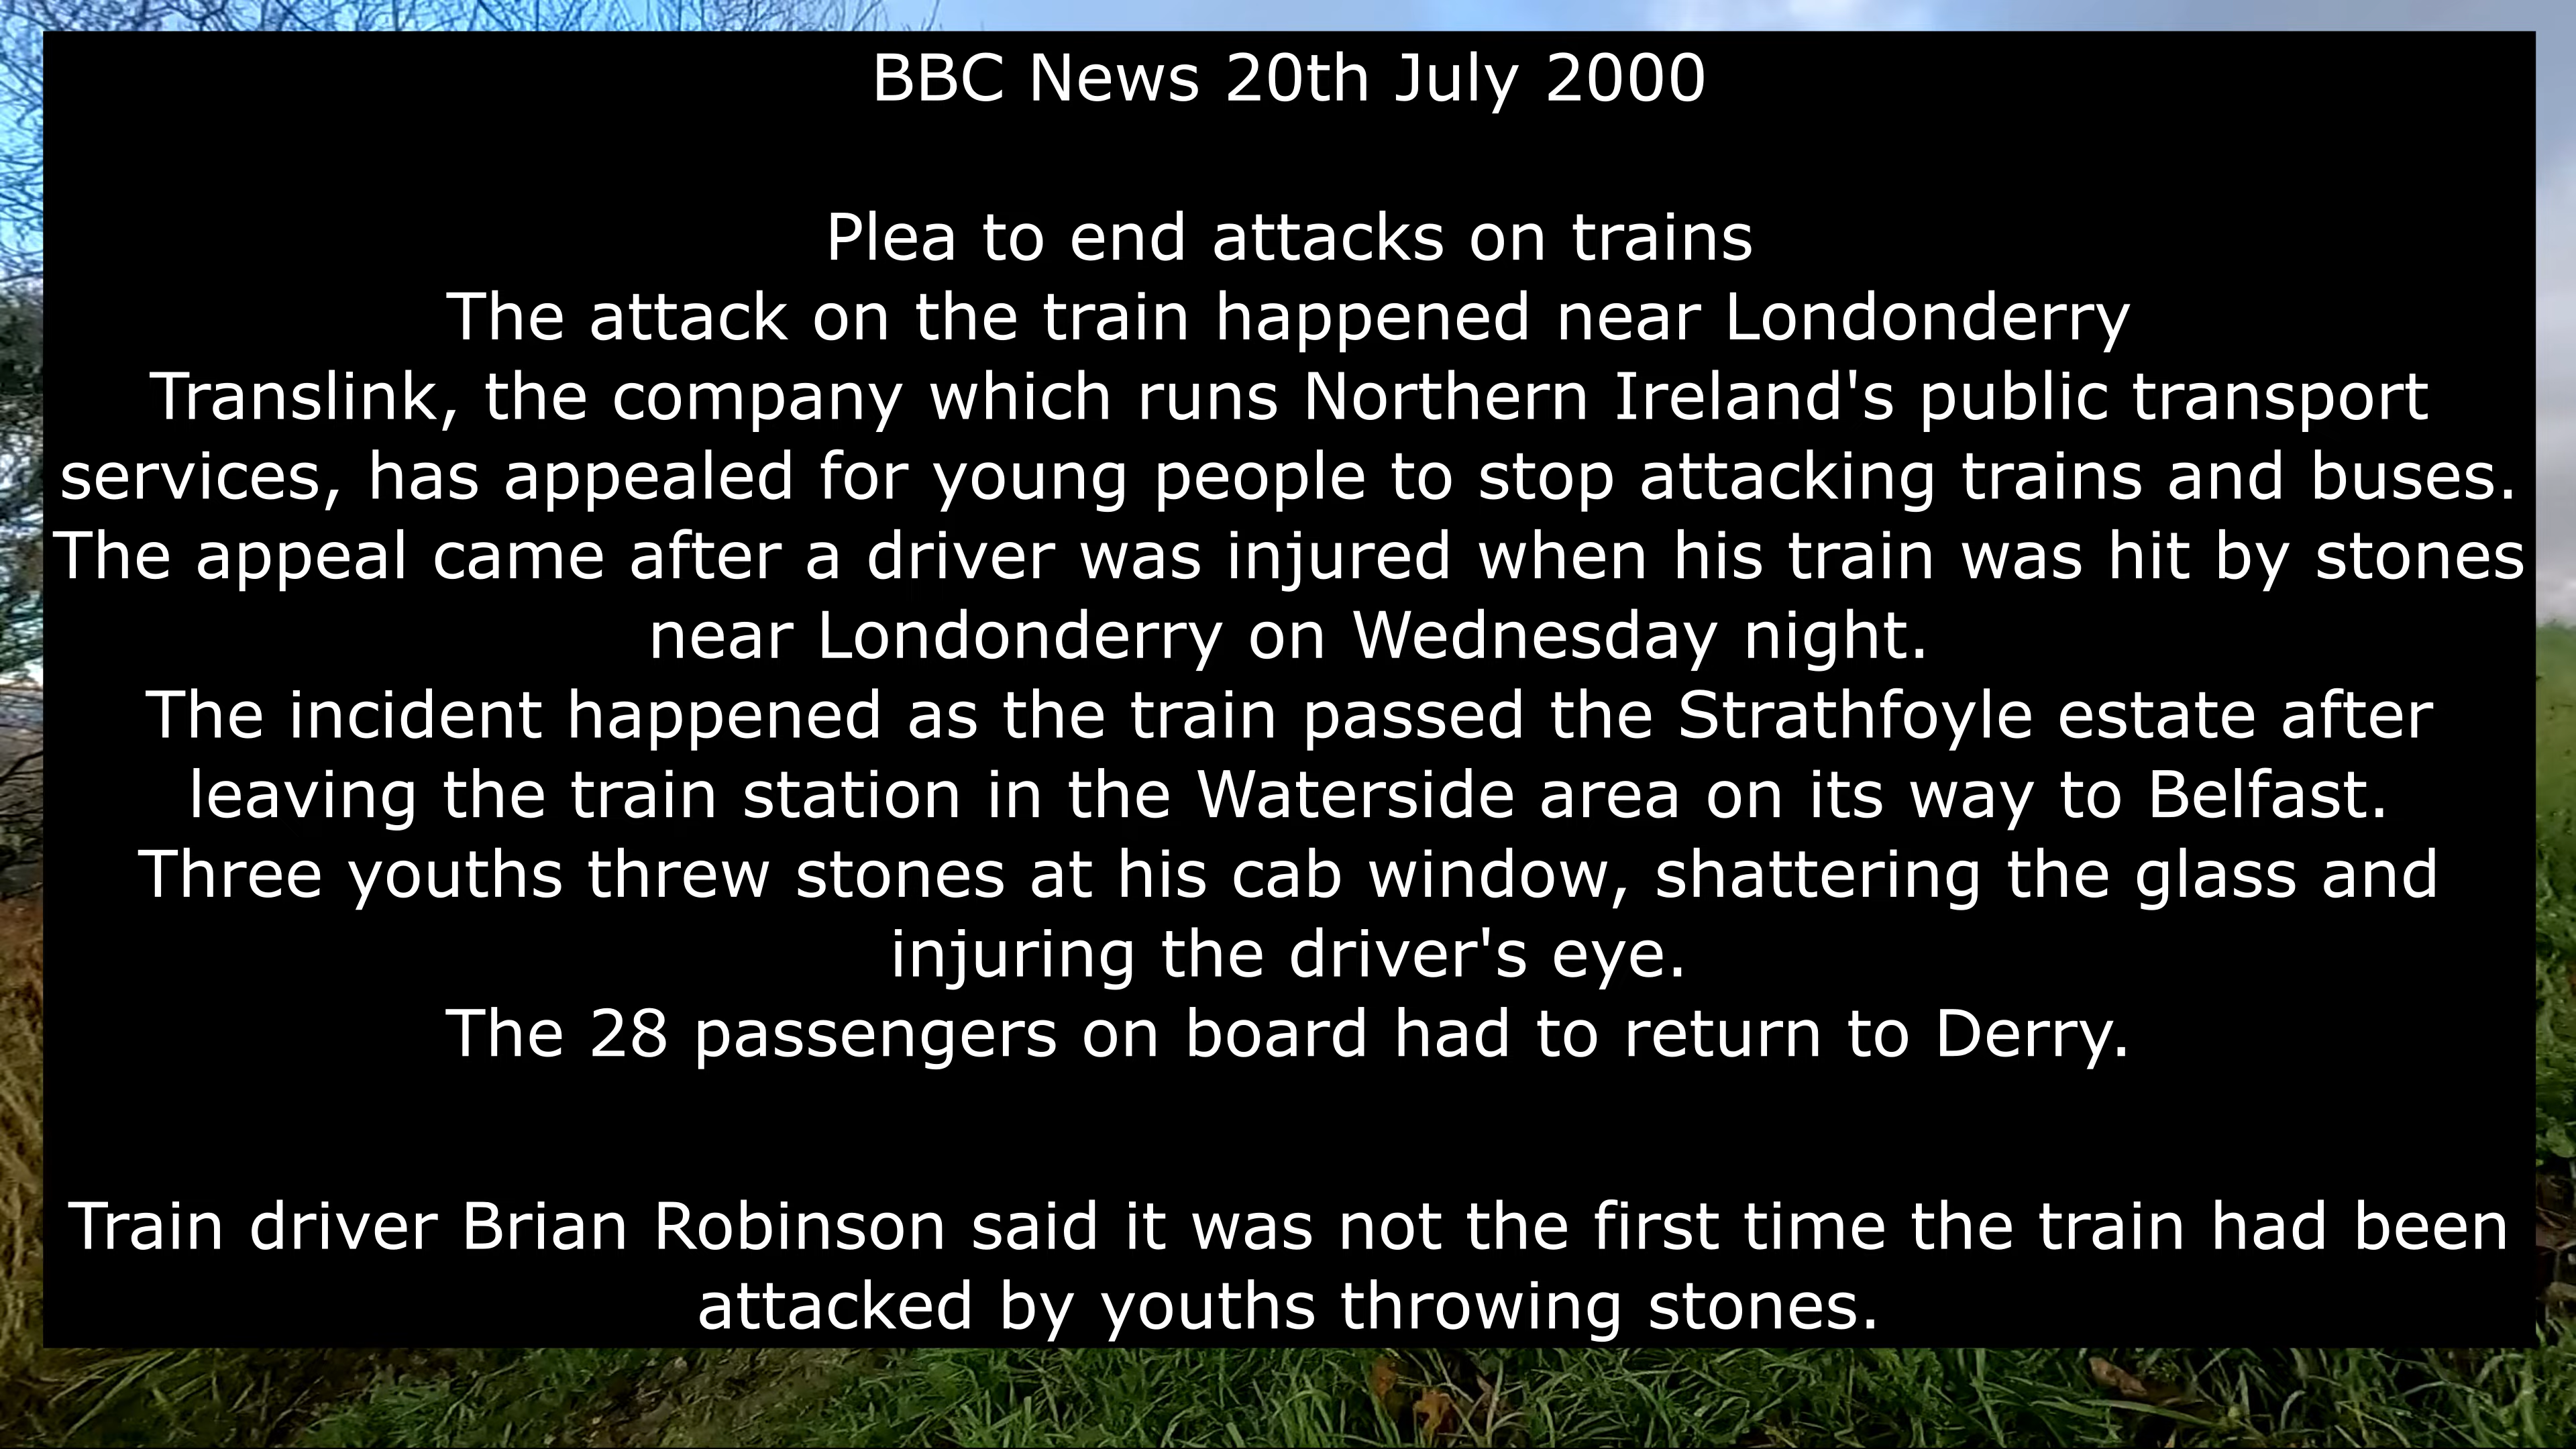 BBC News 20th July 2000
Plea to end attacks on trains
The attack on the train happened near Londonderry
Translink, the company which runs Northern Ireland's public transport
services, has appealed for young people to stop attacking trains and buses.
The appeal came after a driver was injured when his train was hit by stones
near Londonderry on Wednesday night.
The incident happened as the train passed the Strathfoyle estate after
leaving the train station in the Waterside area on its way to Belfast.
Three youths threw stones at his cab window, shattering the glass and
injuring the driver's eye.
The 28 passengers on board had to return to Derry.
Train driver Brian Robinson said it was not the first time the train had been
attacked by youths throwing stones.